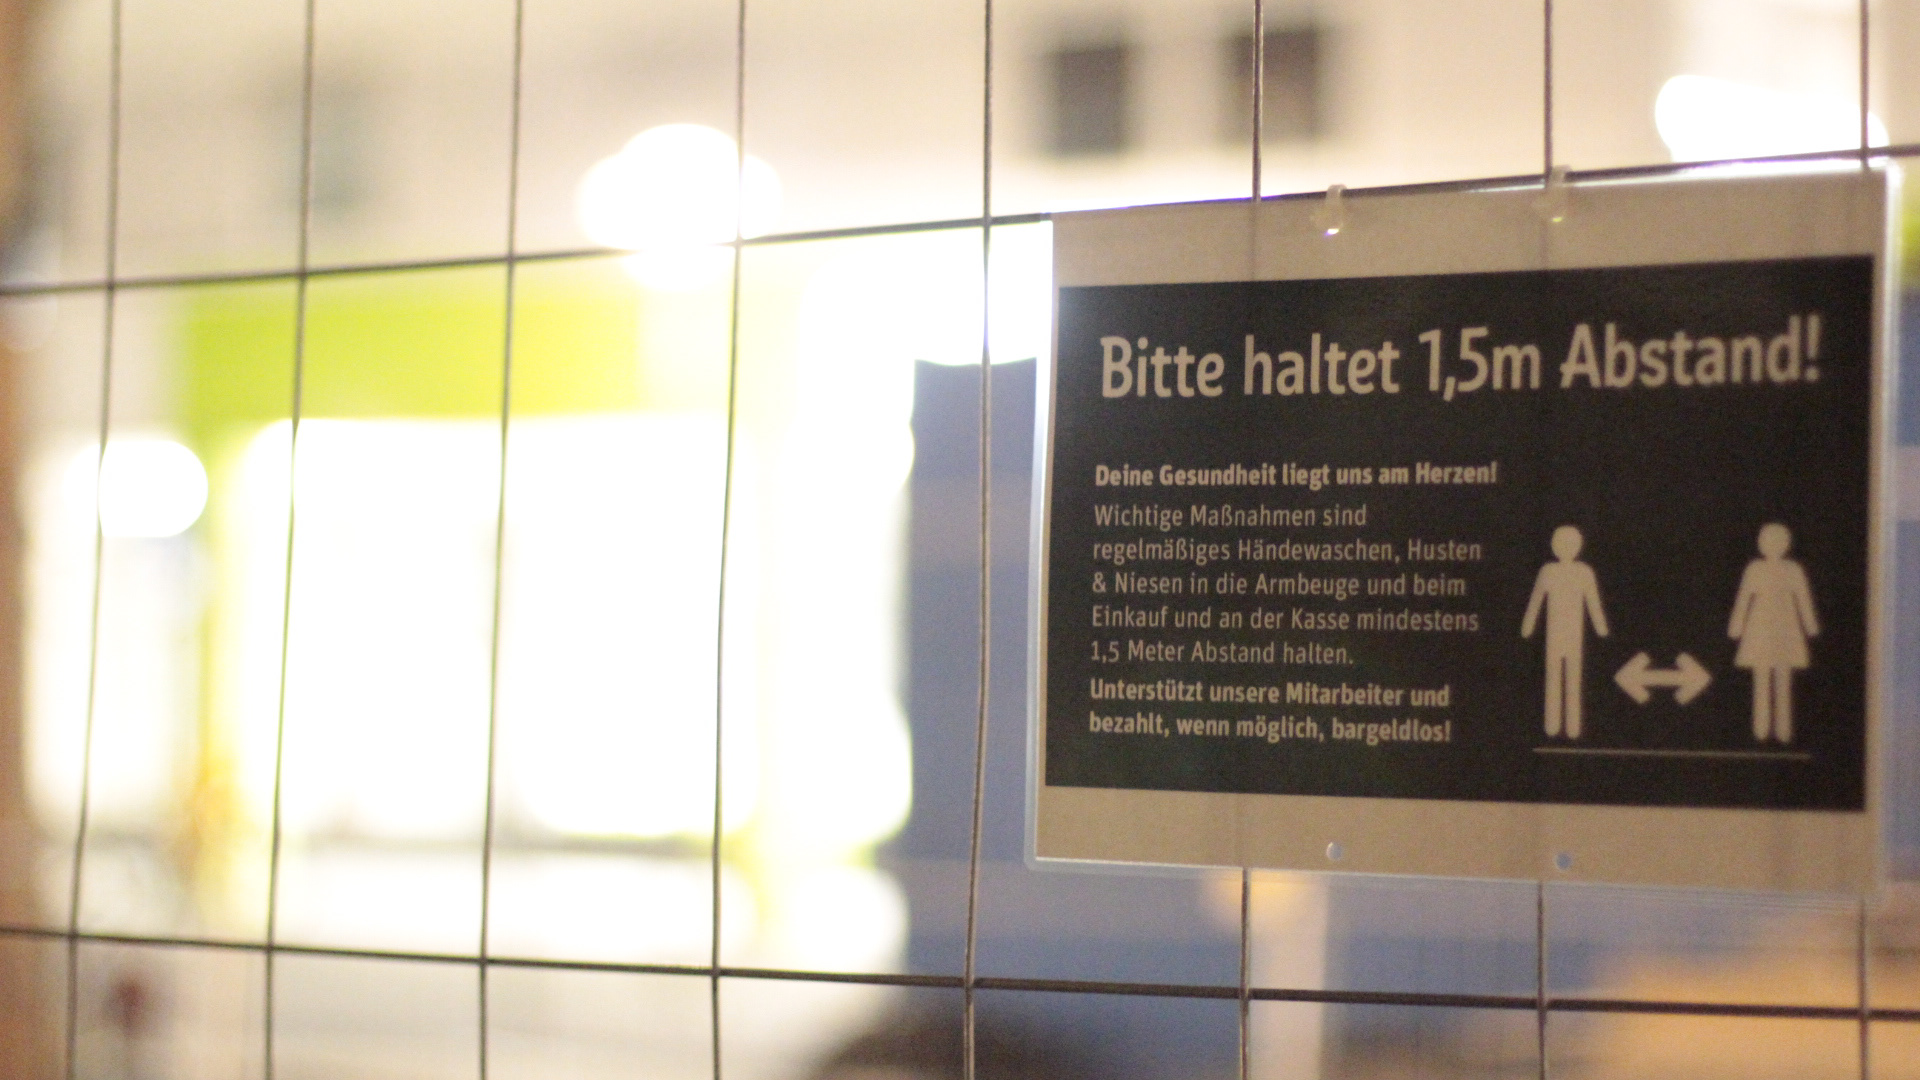 Bitte haltet 1,5m Abstand!
Deine Gesundheit liegt uns am Herzen!
Wichtige Maßnahmen sind
regelmäßiges Händewaschen, Husten
& Niesen in die Armbeuge und beim
Einkauf und an der Kasse mindestens
1,5 Meter Abstand halten.
Unterstützt unsere Mitarbeiter und
bezahlt, wenn möglich, bargeldlos!